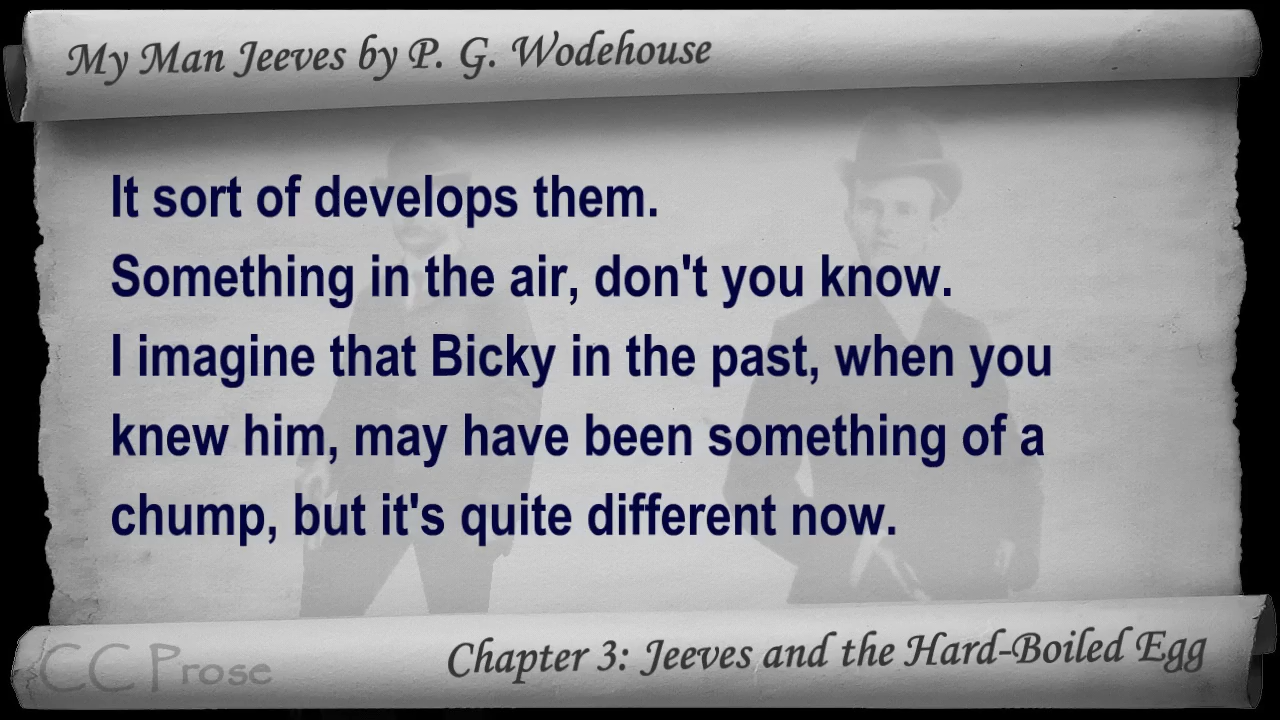 My Man Jeeves by P. G. Wodehouse
It sort of develops them.
Something in the air, don't you know.
I imagine that Bicky in the past, when you
knew him, may have been something of a
chump, but it's quite different now.
CC Prose
Chapter 3: Jeeves and the Hard-Boiled Egg